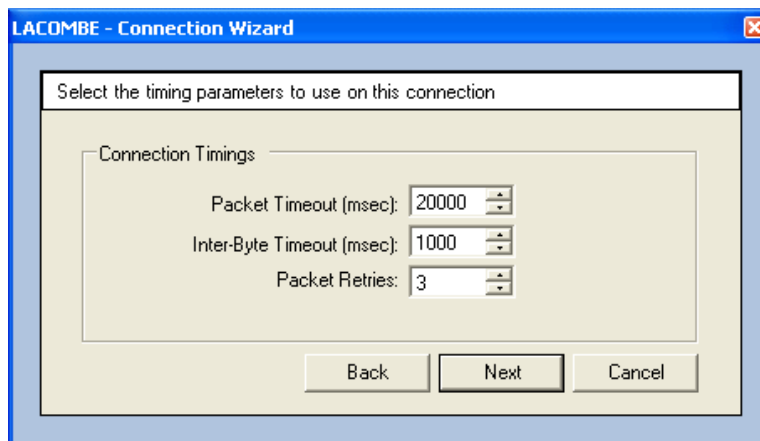 LACOMBE - Connection Wizard
Select the timing parameters to use on this connection
Connection Timings
Packet Timeout (msec): 20000
Inter-Byte Timeout (msec): 1000
Packet Retries: 3
Back Next Cancel